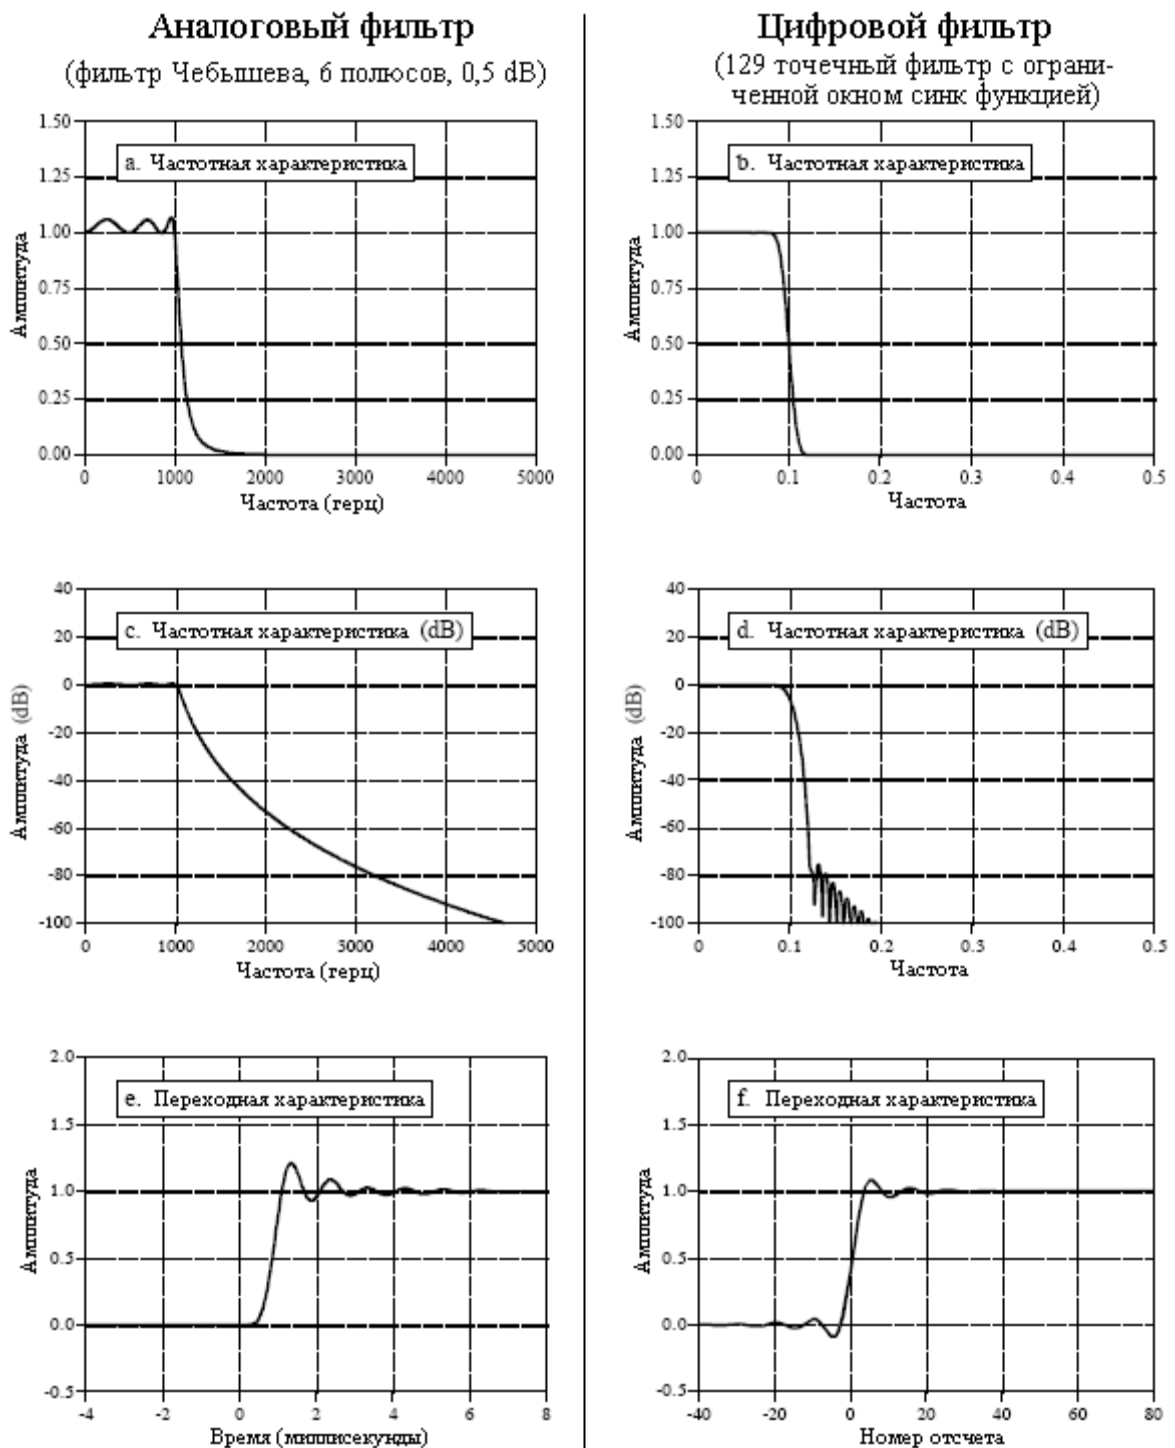 Аналоговый фильтр
(фильтр Чебышева, 6 полюсов, 0,5 dB)
Цифровой фильтр
(129 точечный фильтр с ограни-
ченной окном синк функцией)
a. Частотная характеристика
Амплитуда
1.50
1.25
1.00
0.75
0.50
0.25
0.00
0 1000 2000 3000 4000 5000
Частота (герц)
b. Частотная характеристика
Амплитуда
1.50
1.25
1.00
0.75
0.50
0.25
0.00
0 0.1 0.2 0.3 0.4 0.5
Частота
c. Частотная характеристика (dB)
Амплитуда (dB)
40
20
0
-20
-40
-60
-80
-100
0 1000 2000 3000 4000 5000
Частота (герц)
d. Частотная характеристика (dB)
Амплитуда (dB)
40
20
0
-20
-40
-60
-80
-100
0 0.1 0.2 0.3 0.4 0.5
Частота
e. Переходная характеристика
Амплитуда
2.0
1.5
1.0
0.5
0.0
-0.5
-4 -2 0 2 4 6 8
Время (миллисекунды)
f. Переходная характеристика
Амплитуда
2.0
1.5
1.0
0.5
0.0
-0.5
-40 -20 0 20 40 60 80
Номер отсчета